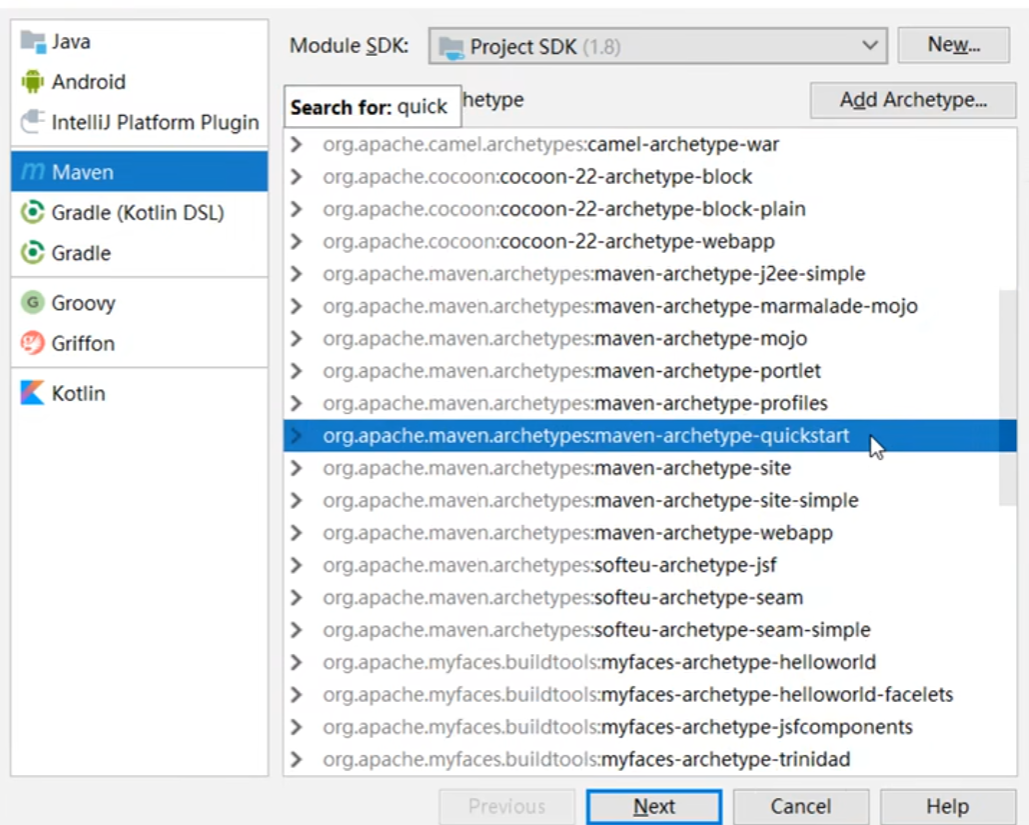 Java
Android
IntelliJ Platform Plugin
Maven
Gradle (Kotlin DSL)
Gradle
Groovy
Griffon
Kotlin
Module SDK: Project SDK (1.8) New...
Search for: quick hetype Add Archetype...
org.apache.camel.archetypes:camel-archetype-war
org.apache.cocoon:cocoon-22-archetype-block
org.apache.cocoon:cocoon-22-archetype-block-plain
org.apache.cocoon:cocoon-22-archetype-webapp
org.apache.maven.archetypes:maven-archetype-j2ee-simple
org.apache.maven.archetypes:maven-archetype-marmalade-mojo
org.apache.maven.archetypes:maven-archetype-mojo
org.apache.maven.archetypes:maven-archetype-portlet
org.apache.maven.archetypes:maven-archetype-profiles
org.apache.maven.archetypes:maven-archetype-quickstart
org.apache.maven.archetypes:maven-archetype-site
org.apache.maven.archetypes:maven-archetype-site-simple
org.apache.maven.archetypes:maven-archetype-webapp
org.apache.maven.archetypes:softeu-archetype-jsf
org.apache.maven.archetypes:softeu-archetype-seam
org.apache.maven.archetypes:softeu-archetype-seam-simple
org.apache.myfaces.buildtools:myfaces-archetype-helloworld
org.apache.myfaces.buildtools:myfaces-archetype-helloworld-facelets
org.apache.myfaces.buildtools:myfaces-archetype-jsfcomponents
org.apache.myfaces.buildtools:myfaces-archetype-trinidad
Previous Next Cancel Help